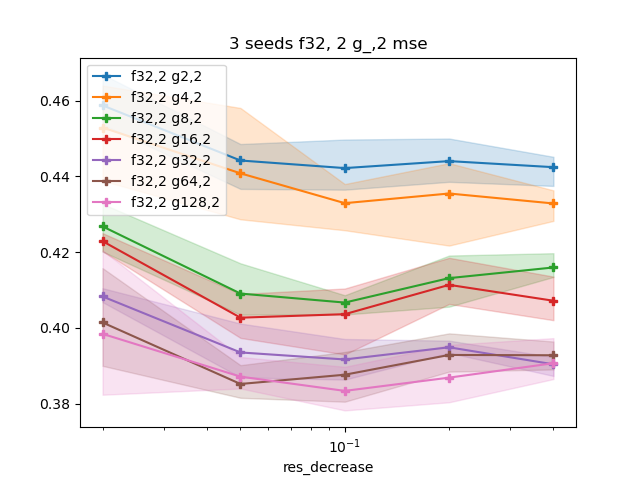 3 seeds f32, 2 g_,2 mse
f32,2 g2,2
f32,2 g4,2
f32,2 g8,2
f32,2 g16,2
f32,2 g32,2
f32,2 g64,2
f32,2 g128,2
0.46
0.44
0.42
0.40
0.38
10⁻¹
res_decrease